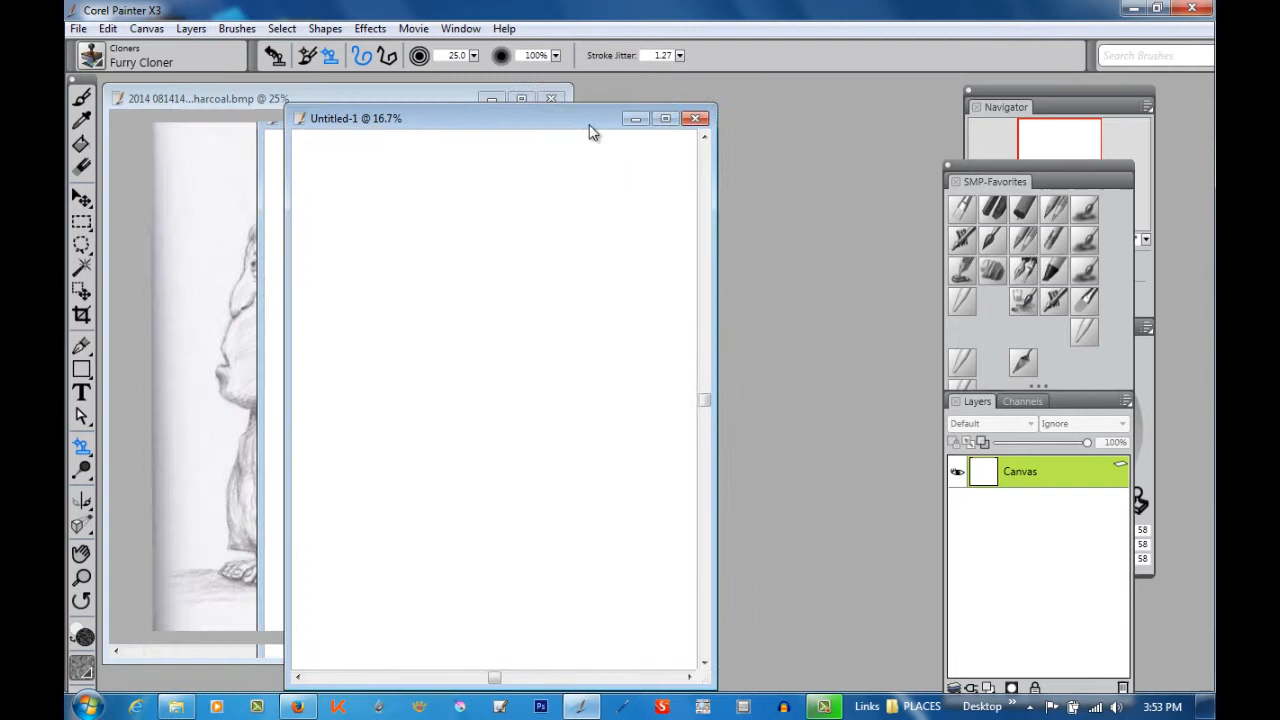 Corel Painter X3
File Edit Canvas Layers Brushes Select Shapes Effects Movie Window Help
Cloners
Furry Cloner
25.0
100%
Stroke Jitter: 1.27
Search Brushes
2014 081414...harcoal.bmp @ 25%
Untitled-1 @ 16.7%
Navigator
SMP-Favorites
Layers Channels
Default Ignore
100%
Canvas
58
58
58
Links PLACES Desktop 3:53 PM